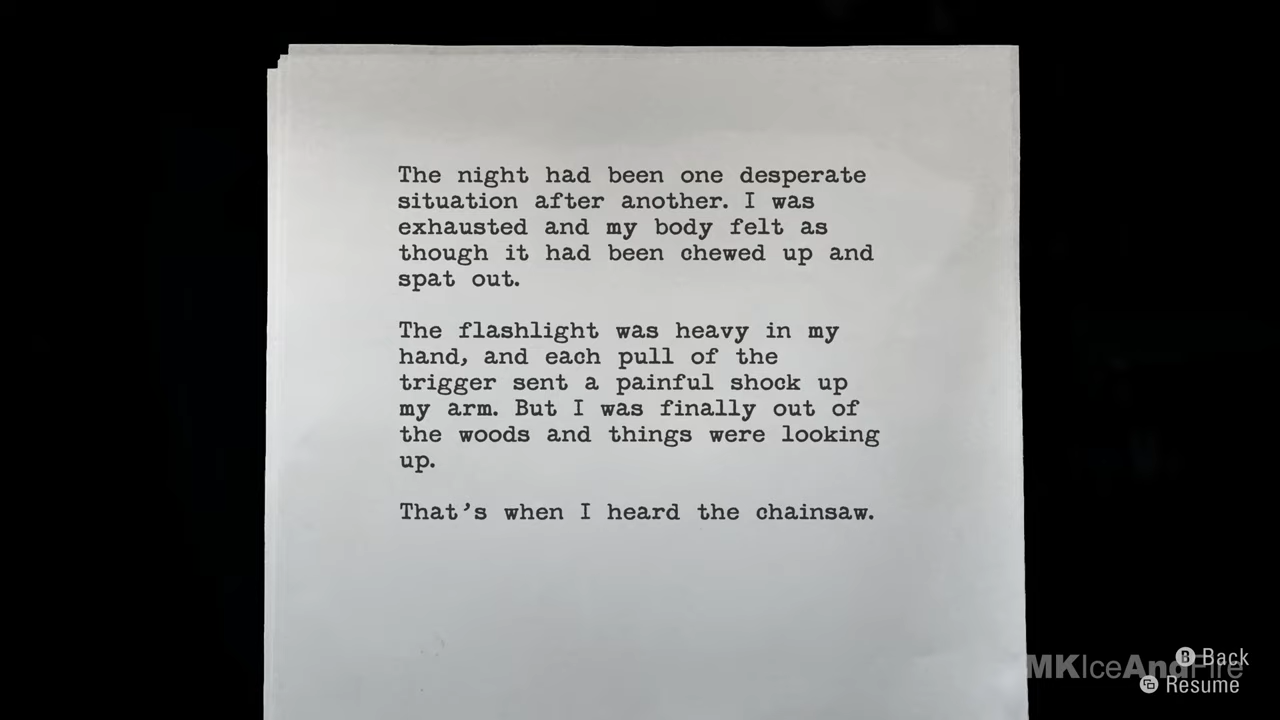 The night had been one desperate
situation after another. I was
exhausted and my body felt as
though it had been chewed up and
spat out.
The flashlight was heavy in my
hand, and each pull of the
trigger sent a painful shock up
my arm. But I was finally out of
the woods and things were looking
up.
That's when I heard the chainsaw.
MKIceAndFire
B Back
Resume